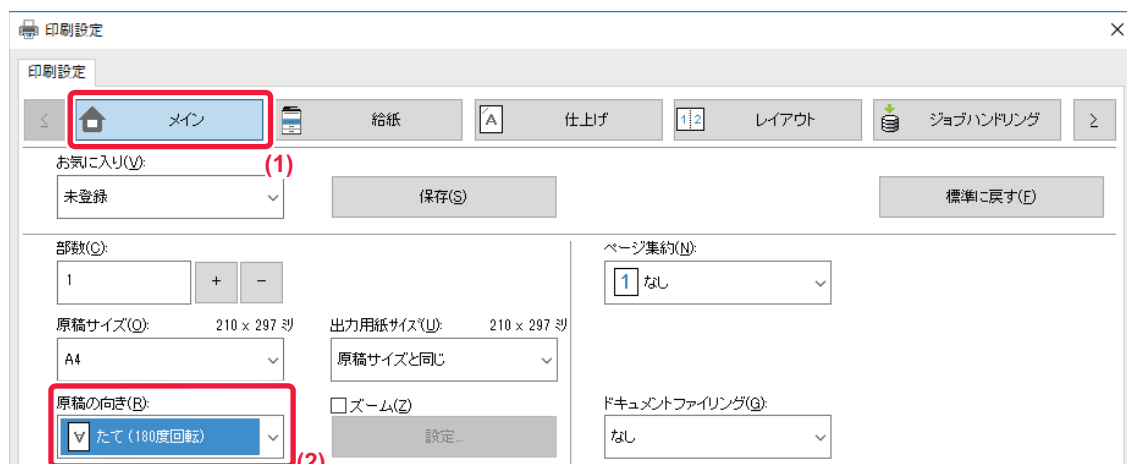 印刷設定
印刷設定
メイン
給紙
A
仕上げ
1 2
レイアウト
ジョブハンドリング
お気に入り(V):
(1)
未登録
保存(S)
標準に戻す(F)
部数(C):
ページ集約(N):
1
+
-
1 なし
原稿サイズ(O):
210 x 297 ミリ
出力用紙サイズ(U):
210 x 297 ミリ
A4
原稿サイズと同じ
原稿の向き(R):
ズーム(Z)
ドキュメントファイリング(G):
A たて (180度回転)
設定...
なし
(2)